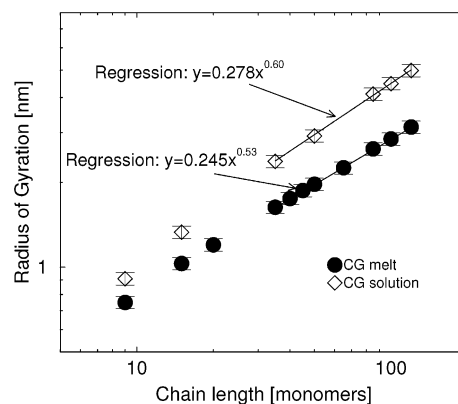 Regression: y=0.278x^0.60
Regression: y=0.245x^0.53
Radius of Gyration [nm]
1
CG melt
CG solution
10
100
Chain length [monomers]